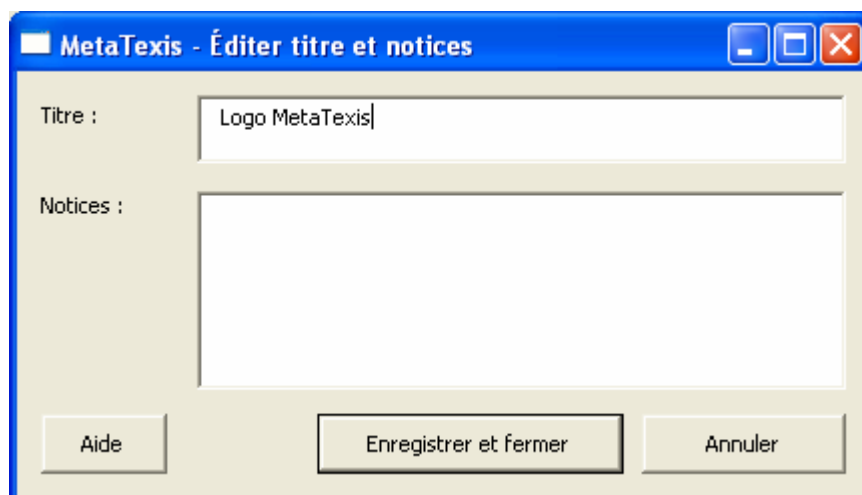 MetaTexis - Éditer titre et notices
Titre :
Logo MetaTexis
Notices :
Aide
Enregistrer et fermer
Annuler